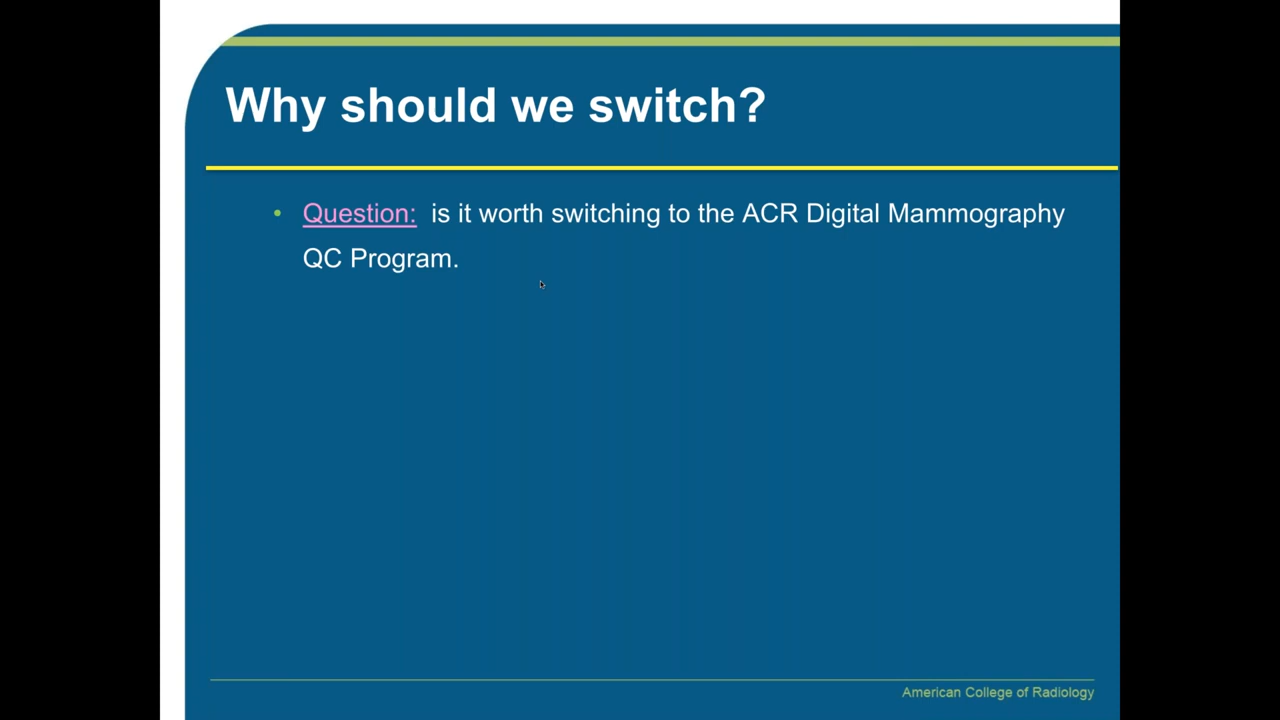 Why should we switch?
• Question: is it worth switching to the ACR Digital Mammography
QC Program.
American College of Radiology